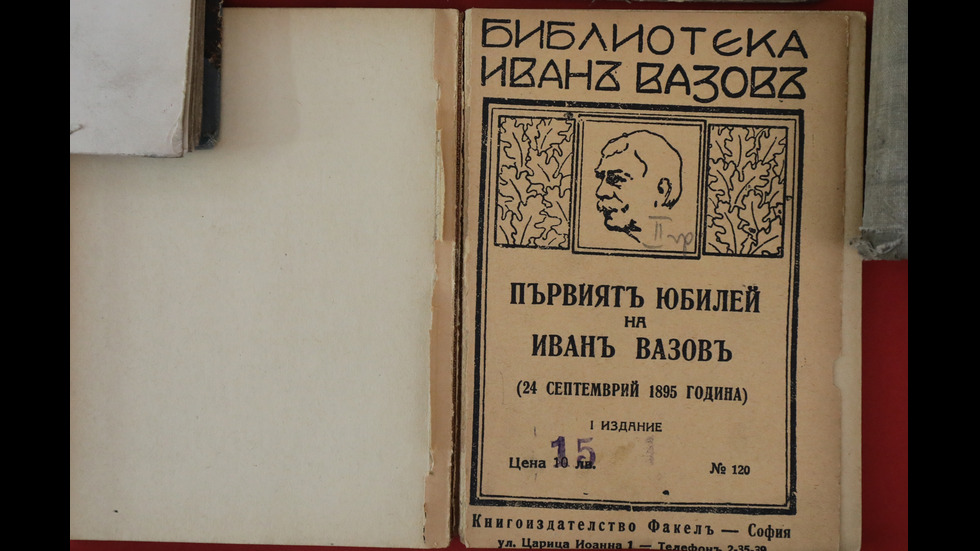 БИБЛИОТЕКА
ИВАНЪ ВАЗОВЪ
II
ПЪРВИЯТЪ ЮБИЛЕЙ
НА
ИВАНЪ ВАЗОВЪ
(24 СЕПТЕМВРИЙ 1895 ГОДИНА)
I ИЗДАНИЕ
15
Цена 10 лв. № 120
Книгоиздателство Факелъ — София
ул. Царица Иоанна 1 — Телефонъ 2-35-39